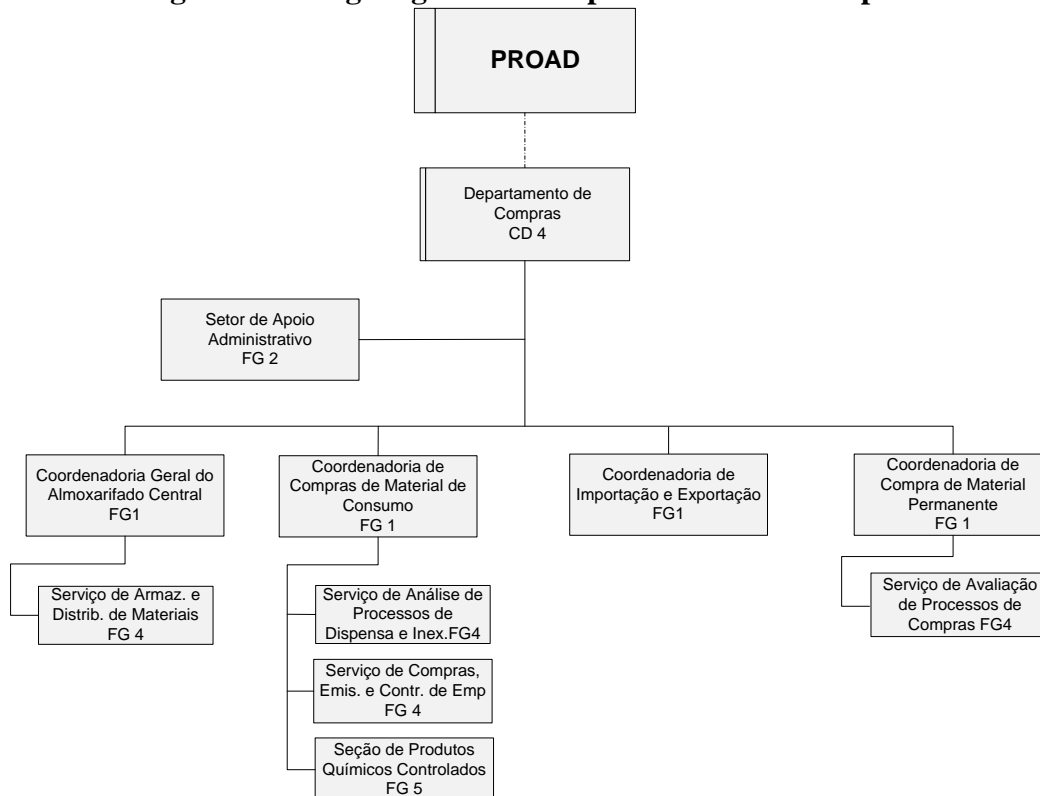 PROAD
Departamento de
Compras
CD 4
Setor de Apoio
Administrativo
FG 2
Coordenadoria Geral do
Almoxarifado Central
FG1
Coordenadoria de
Compras de Material de
Consumo
FG 1
Coordenadoria de
Importação e Exportação
FG1
Coordenadoria de
Compra de Material
Permanente
FG 1
Serviço de Armaz. e
Distrib. de Materiais
FG 4
Serviço de Análise de
Processos de
Dispensa e Inex.FG4
Serviço de Compras,
Emis. e Contr. de Emp
FG 4
Seção de Produtos
Químicos Controlados
FG 5
Serviço de Avaliação
de Processos de
Compras FG4